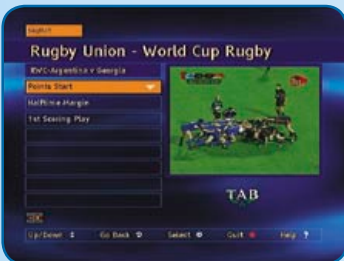 Rugby Union - World Cup Rugby
RWC-Argentina v Georgia
Points Start
Halftime Margin
1st Scoring Play
TAB
Up/Down Go Back Select Quit Help ?